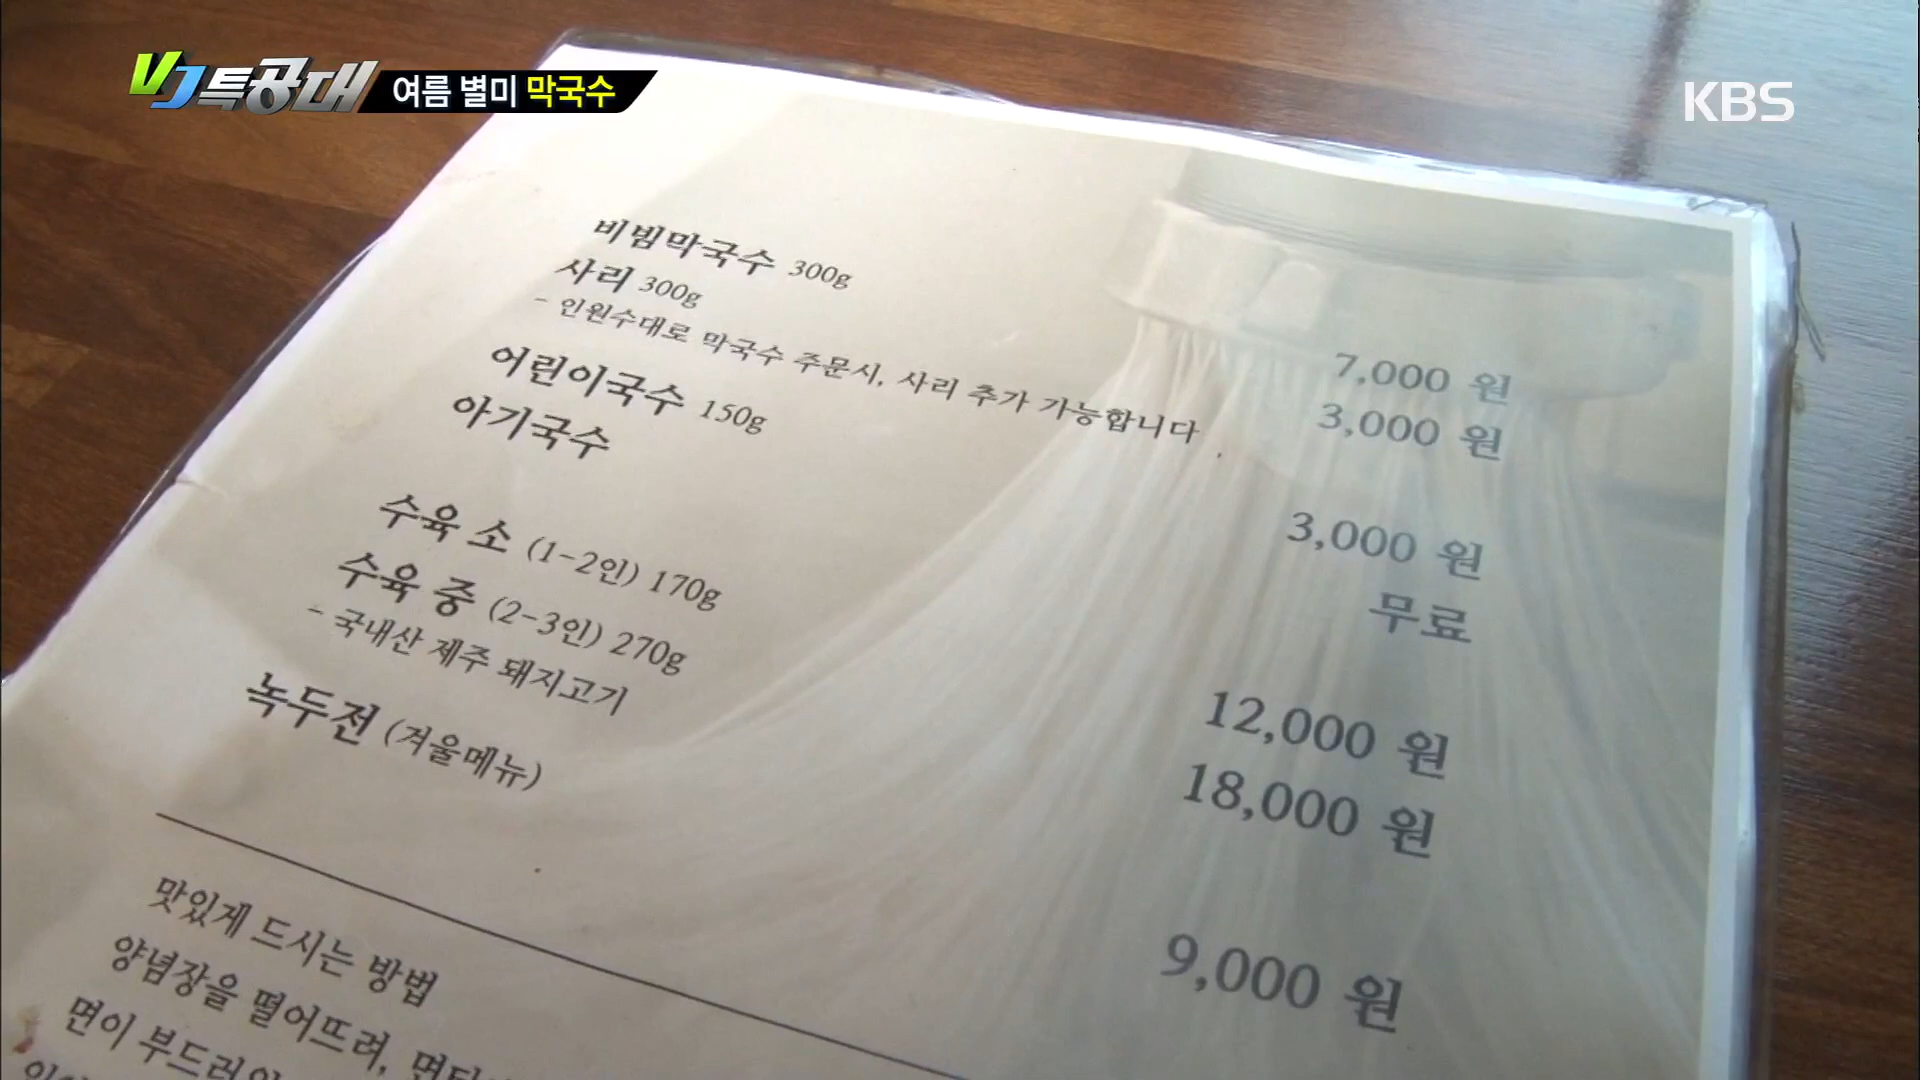 VJ특공대 여름 별미 막국수
KBS
비빔막국수 300g 7,000 원
사리 300g 3,000 원
- 인원수대로 막국수 주문시, 사리 추가 가능합니다
어린이국수 150g 3,000 원
아기국수 무료
수육 소 (1-2인) 170g 12,000 원
수육 중 (2-3인) 270g 18,000 원
- 국내산 제주 돼지고기
녹두전 (겨울메뉴) 9,000 원
맛있게 드시는 방법
양념장을 떨어뜨려,
면이